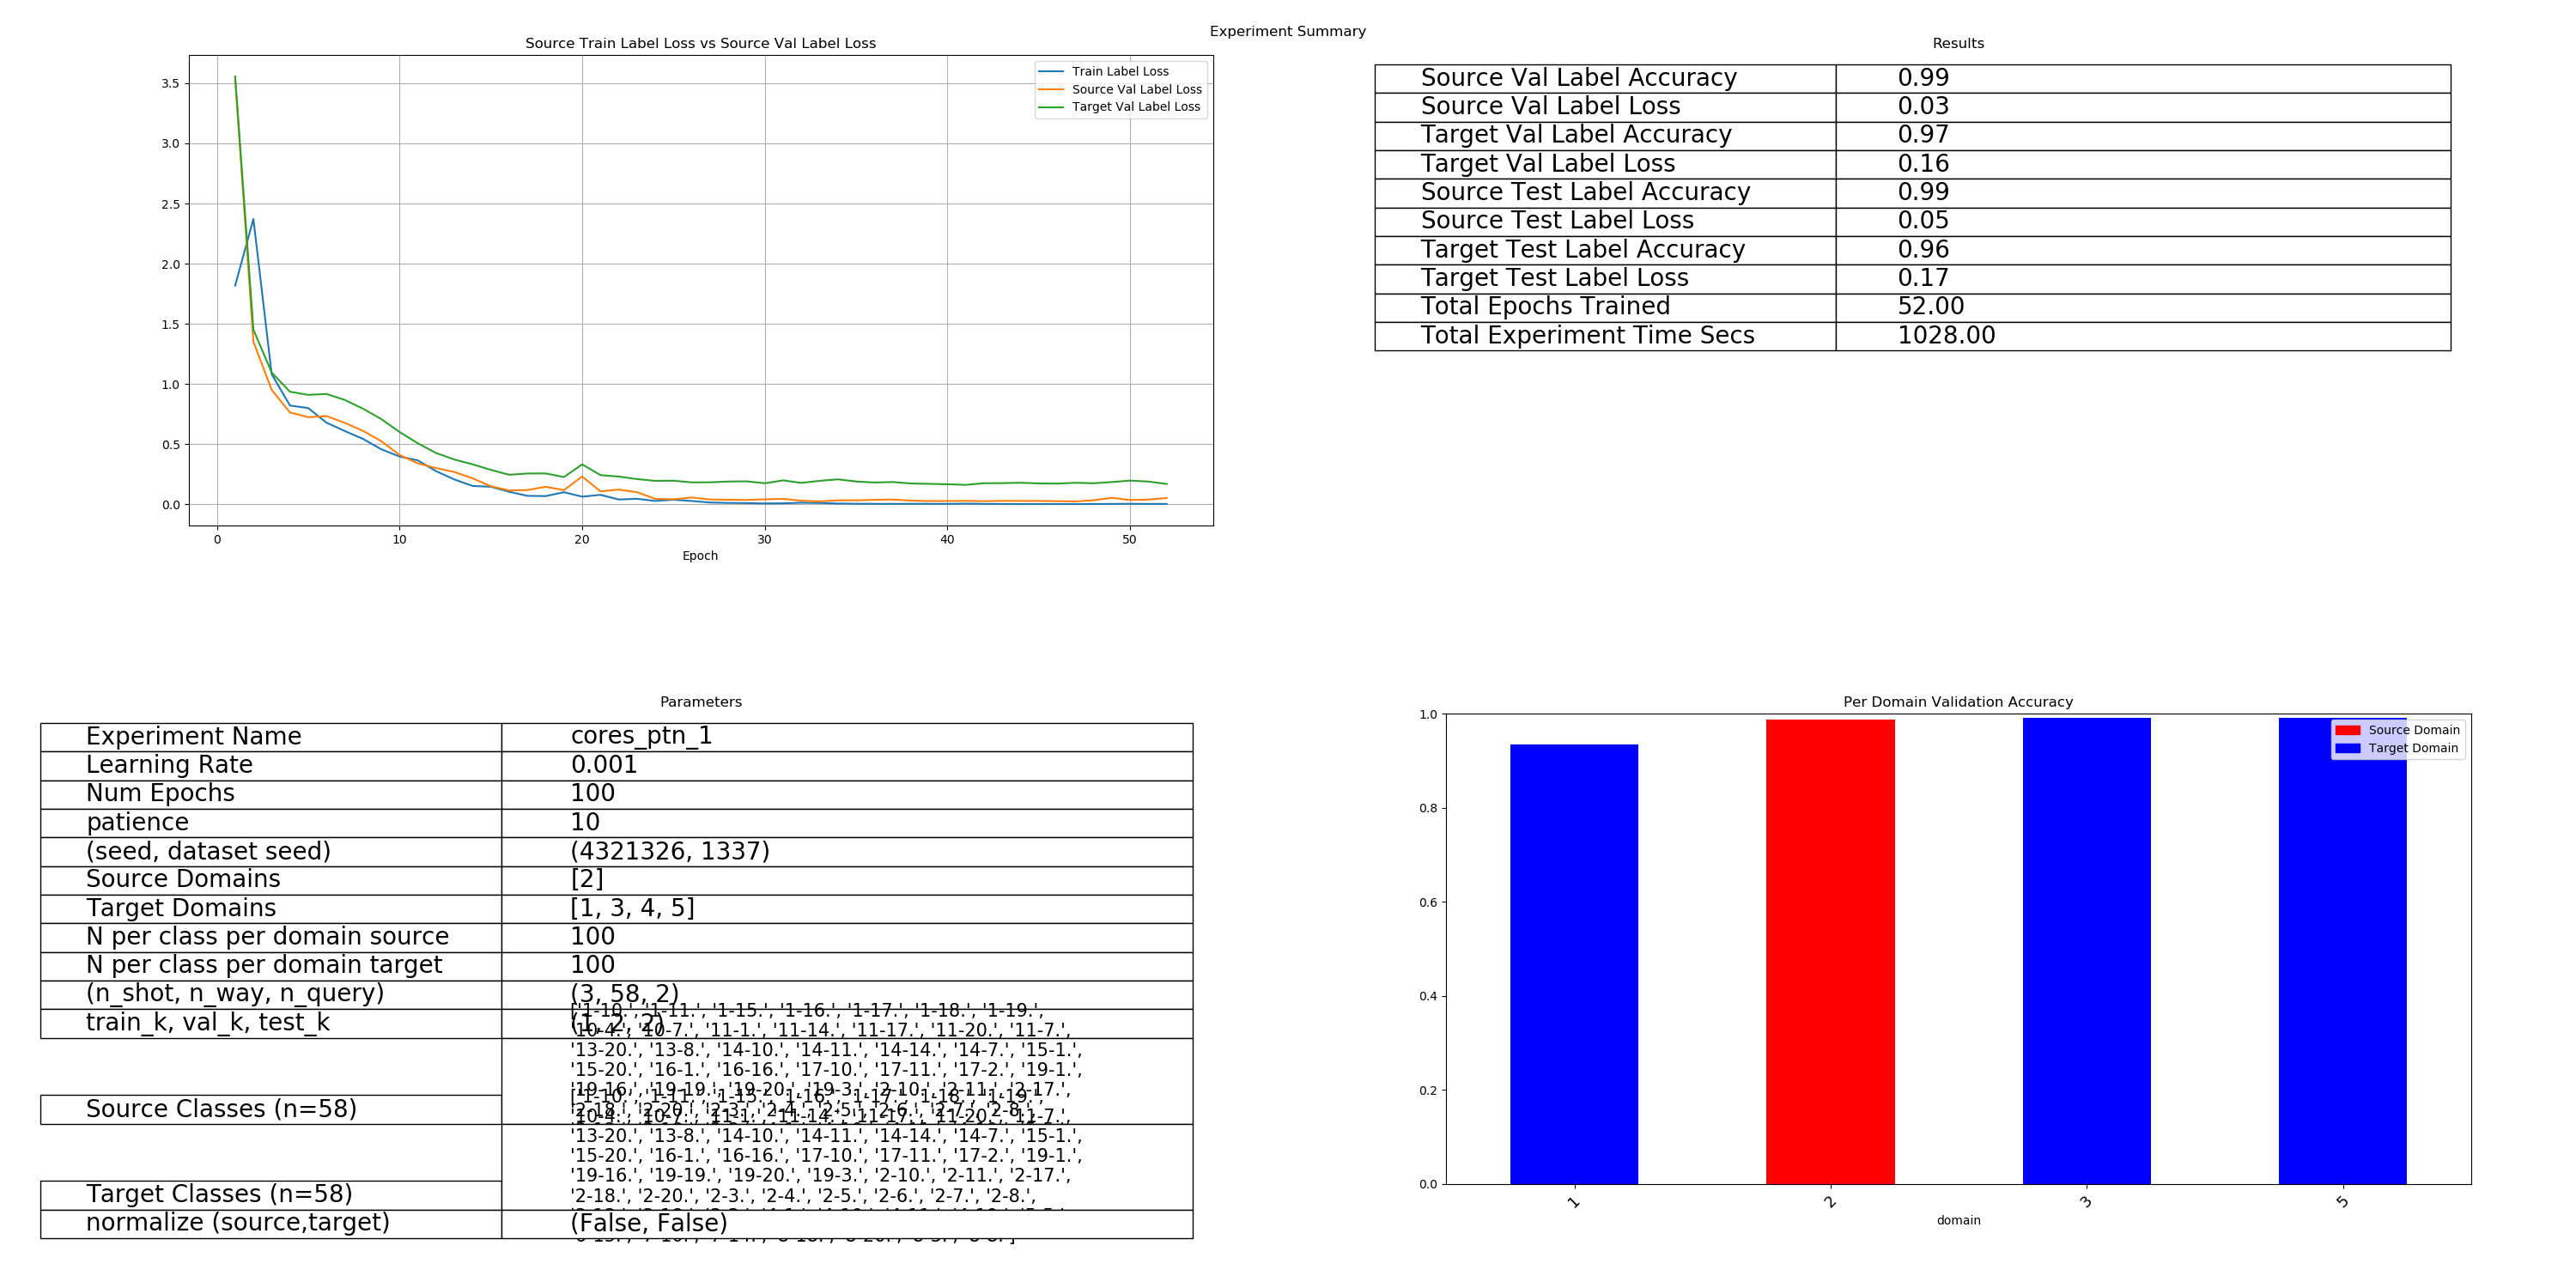 Experiment Summary
Source Train Label Loss vs Source Val Label Loss
3.5
3.0
2.5
2.0
1.5
1.0
0.5
0.0
0 10 20 30 40 50
Epoch
Train Label Loss
Source Val Label Loss
Target Val Label Loss
Results
Source Val Label Accuracy 0.99
Source Val Label Loss 0.03
Target Val Label Accuracy 0.97
Target Val Label Loss 0.16
Source Test Label Accuracy 0.99
Source Test Label Loss 0.05
Target Test Label Accuracy 0.96
Target Test Label Loss 0.17
Total Epochs Trained 52.00
Total Experiment Time Secs 1028.00
Parameters
Experiment Name cores_ptn_1
Learning Rate 0.001
Num Epochs 100
patience 10
(seed, dataset seed) (4321326, 1337)
Source Domains [2]
Target Domains [1, 3, 4, 5]
N per class per domain source 100
N per class per domain target 100
(n_shot, n_way, n_query) (3, 58, 2)
train_k, val_k, test_k (1, 2, 2)
['1-10.', '1-11.', '1-15.', '1-16.', '1-17.', '1-18.', '1-19.',
'10-4.', '10-7.', '11-1.', '11-14.', '11-17.', '11-20.', '11-7.',
'13-20.', '13-8.', '14-10.', '14-11.', '14-14.', '14-7.', '15-1.',
'15-20.', '16-1.', '16-16.', '17-10.', '17-11.', '17-2.', '19-1.',
'19-16.', '19-19.', '19-20.', '19-3.', '2-10.', '2-11.', '2-17.',
Source Classes (n=58)
'2-18.', '2-20.', '2-3.', '2-4.', '2-5.', '2-6.', '2-7.', '2-8.',
['1-10.', '1-11.', '1-15.', '1-16.', '1-17.', '1-18.', '1-19.',
'10-4.', '10-7.', '11-1.', '11-14.', '11-17.', '11-20.', '11-7.',
'13-20.', '13-8.', '14-10.', '14-11.', '14-14.', '14-7.', '15-1.',
'15-20.', '16-1.', '16-16.', '17-10.', '17-11.', '17-2.', '19-1.',
'19-16.', '19-19.', '19-20.', '19-3.', '2-10.', '2-11.', '2-17.',
Target Classes (n=58)
'2-18.', '2-20.', '2-3.', '2-4.', '2-5.', '2-6.', '2-7.', '2-8.',
normalize (source,target) (False, False)
Per Domain Validation Accuracy
1.0
0.8
0.6
0.4
0.2
0.0
1 2 3 5
domain
Source Domain
Target Domain